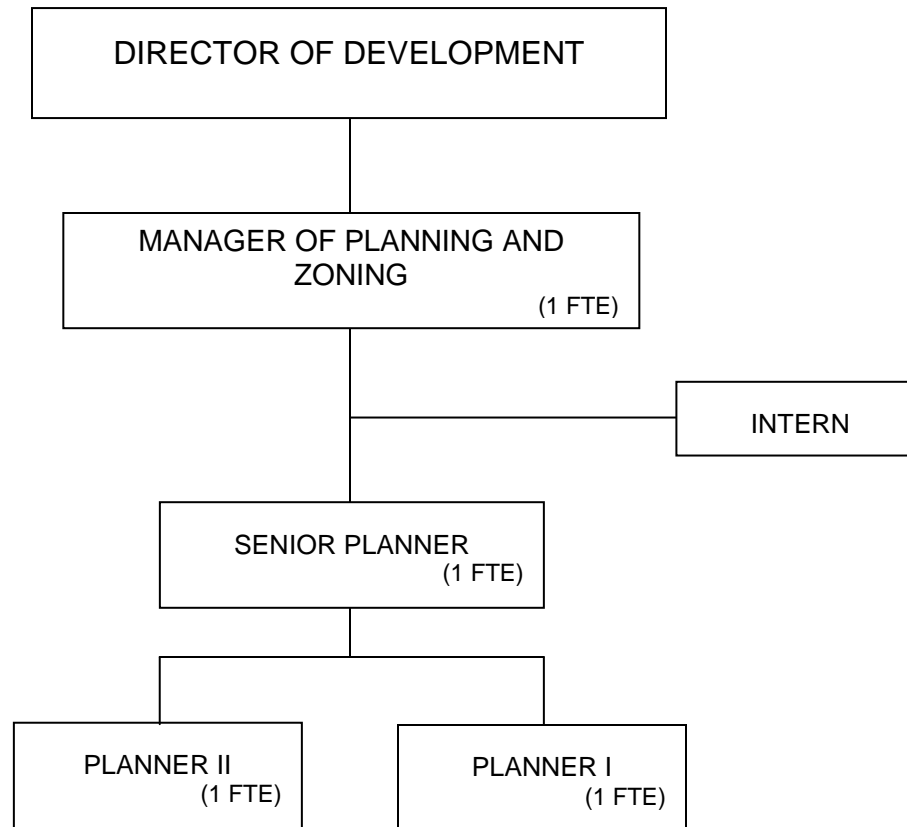 DIRECTOR OF DEVELOPMENT
MANAGER OF PLANNING AND
ZONING
(1 FTE)
INTERN
SENIOR PLANNER
(1 FTE)
PLANNER II
(1 FTE)
PLANNER I
(1 FTE)